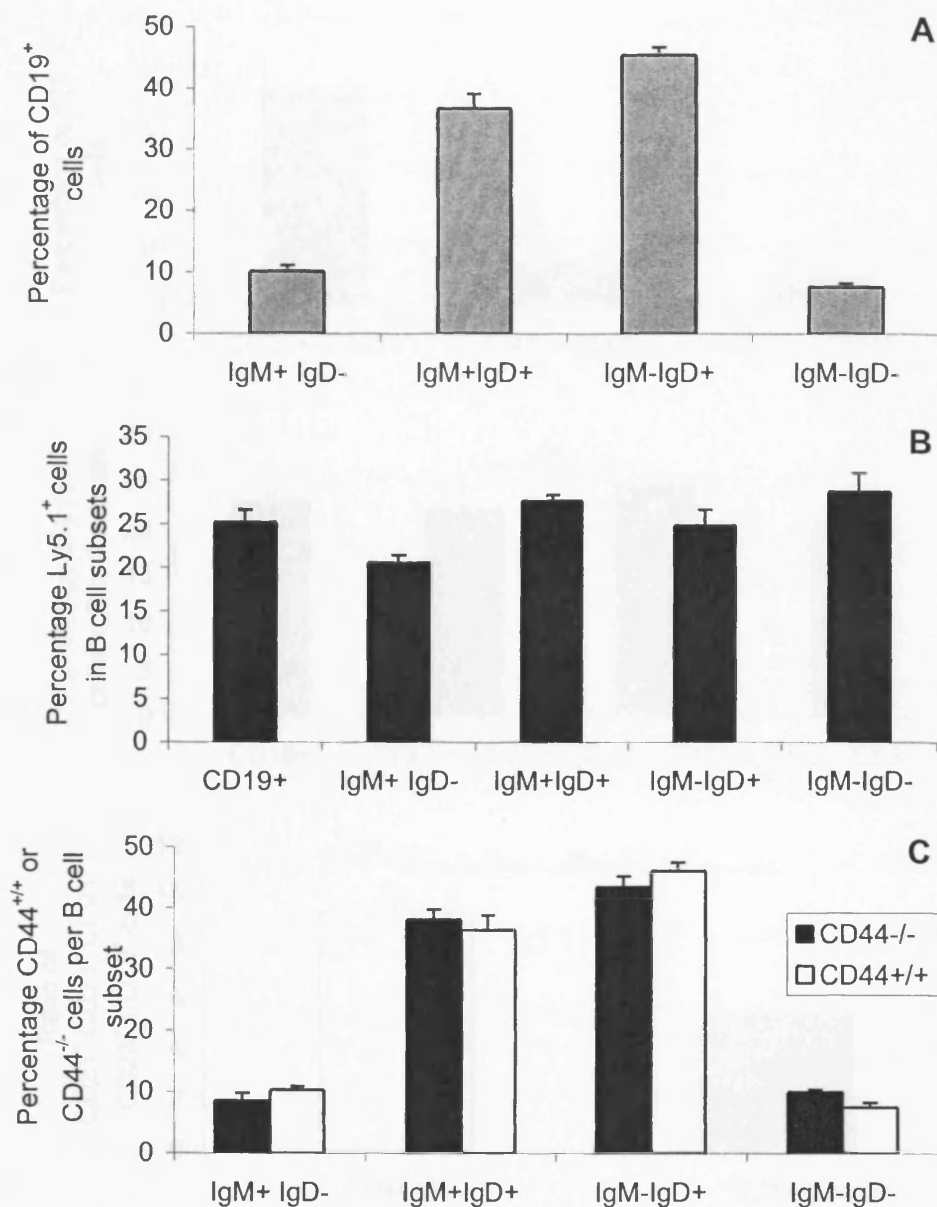 A
Percentage of CD19+
cells
50
40
30
20
10
0
IgM+ IgD- IgM+IgD+ IgM-IgD+ IgM-IgD-
B
Percentage Ly5.1+ cells
in B cell subsets
35
30
25
20
15
10
5
0
CD19+ IgM+ IgD- IgM+IgD+ IgM-IgD+ IgM-IgD-
C
Percentage CD44+/+ or
CD44-/- cells per B cell
subset
50
40
30
20
10
0
CD44-/-
CD44+/+
IgM+ IgD- IgM+IgD+ IgM-IgD+ IgM-IgD-